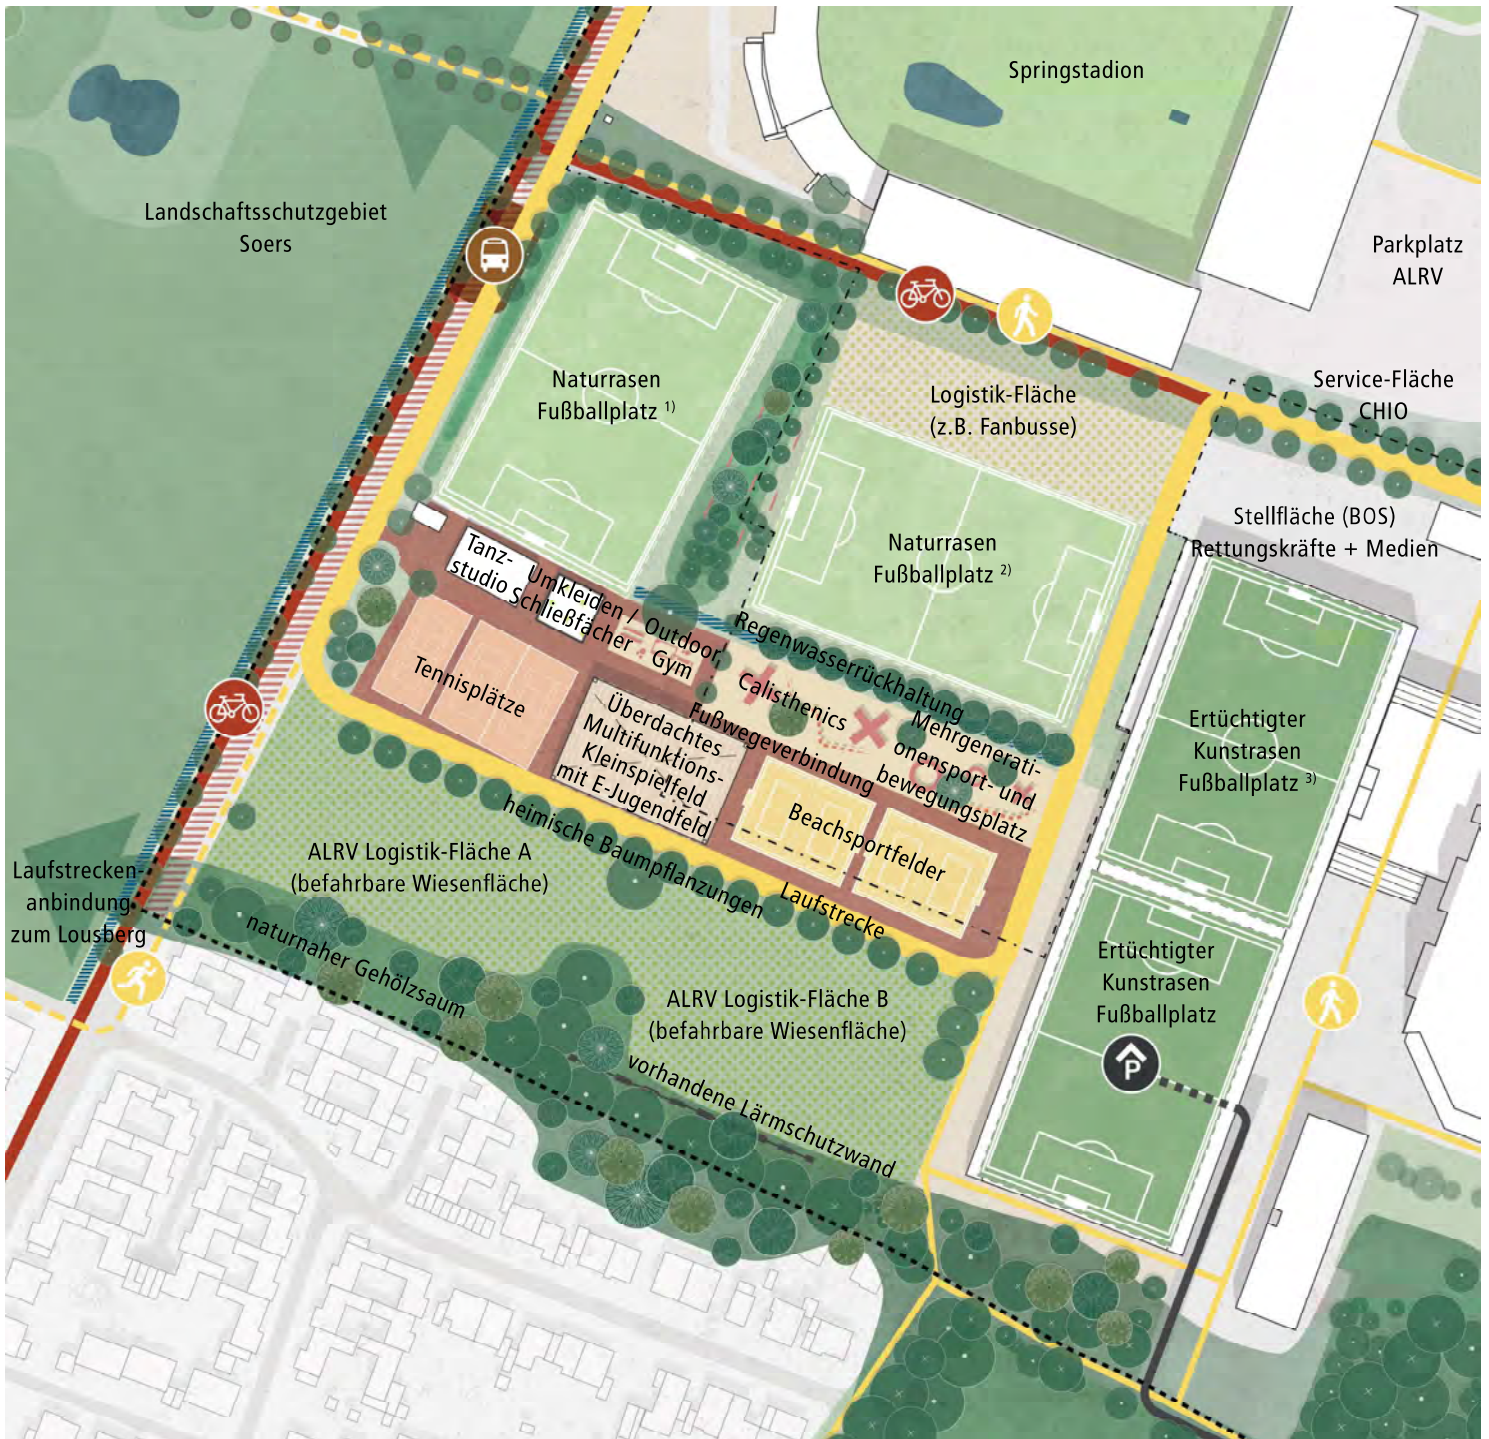 Springstadion
Landschaftsschutzgebiet
Soers
Parkplatz
ALRV
Naturrasen
Fußballplatz 1)
Logistik-Fläche
(z.B. Fanbusse)
Service-Fläche
CHIO
Stellfläche (BOS)
Rettungskräfte + Medien
Naturrasen
Fußballplatz 2)
Tanz-
studio
Umkleiden /
Schließfächer
Outdoor
Gym
Regenwasserrückhaltung
Tennisplätze
Calisthenics
Fußwegeverbindung
Mehrgenerati-
onensport- und
bewegungsplatz
Überdachtes
Multifunktions-
Kleinspielfeld
mit E-Jugendfeld
Ertüchtigter
Kunstrasen
Fußballplatz 3)
Beachsportfelder
heimische Baumpflanzungen
Laufstrecke
ALRV Logistik-Fläche A
(befahrbare Wiesenfläche)
Laufstrecken-
anbindung
zum Lousberg
naturnaher Gehölzsaum
Ertüchtigter
Kunstrasen
Fußballplatz
ALRV Logistik-Fläche B
(befahrbare Wiesenfläche)
vorhandene Lärmschutzwand
P